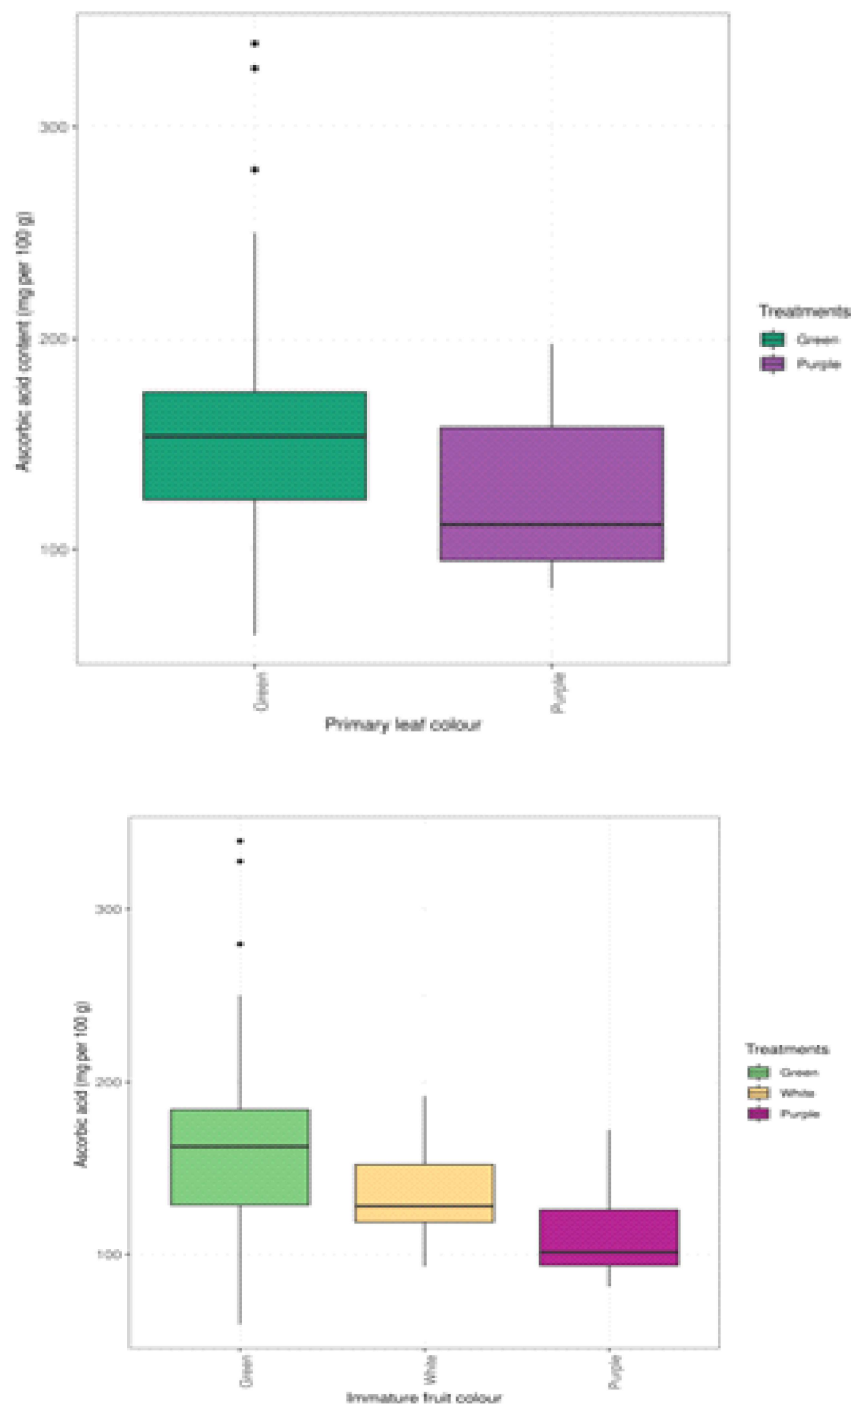 300
200
100
Ascorbic acid content (mg per 100 g)
Green
Purple
Primary leaf colour
Treatments
Green
Purple
300
200
100
Ascorbic acid (mg per 100 g)
Green
White
Purple
Immature fruit colour
Treatments
Green
White
Purple